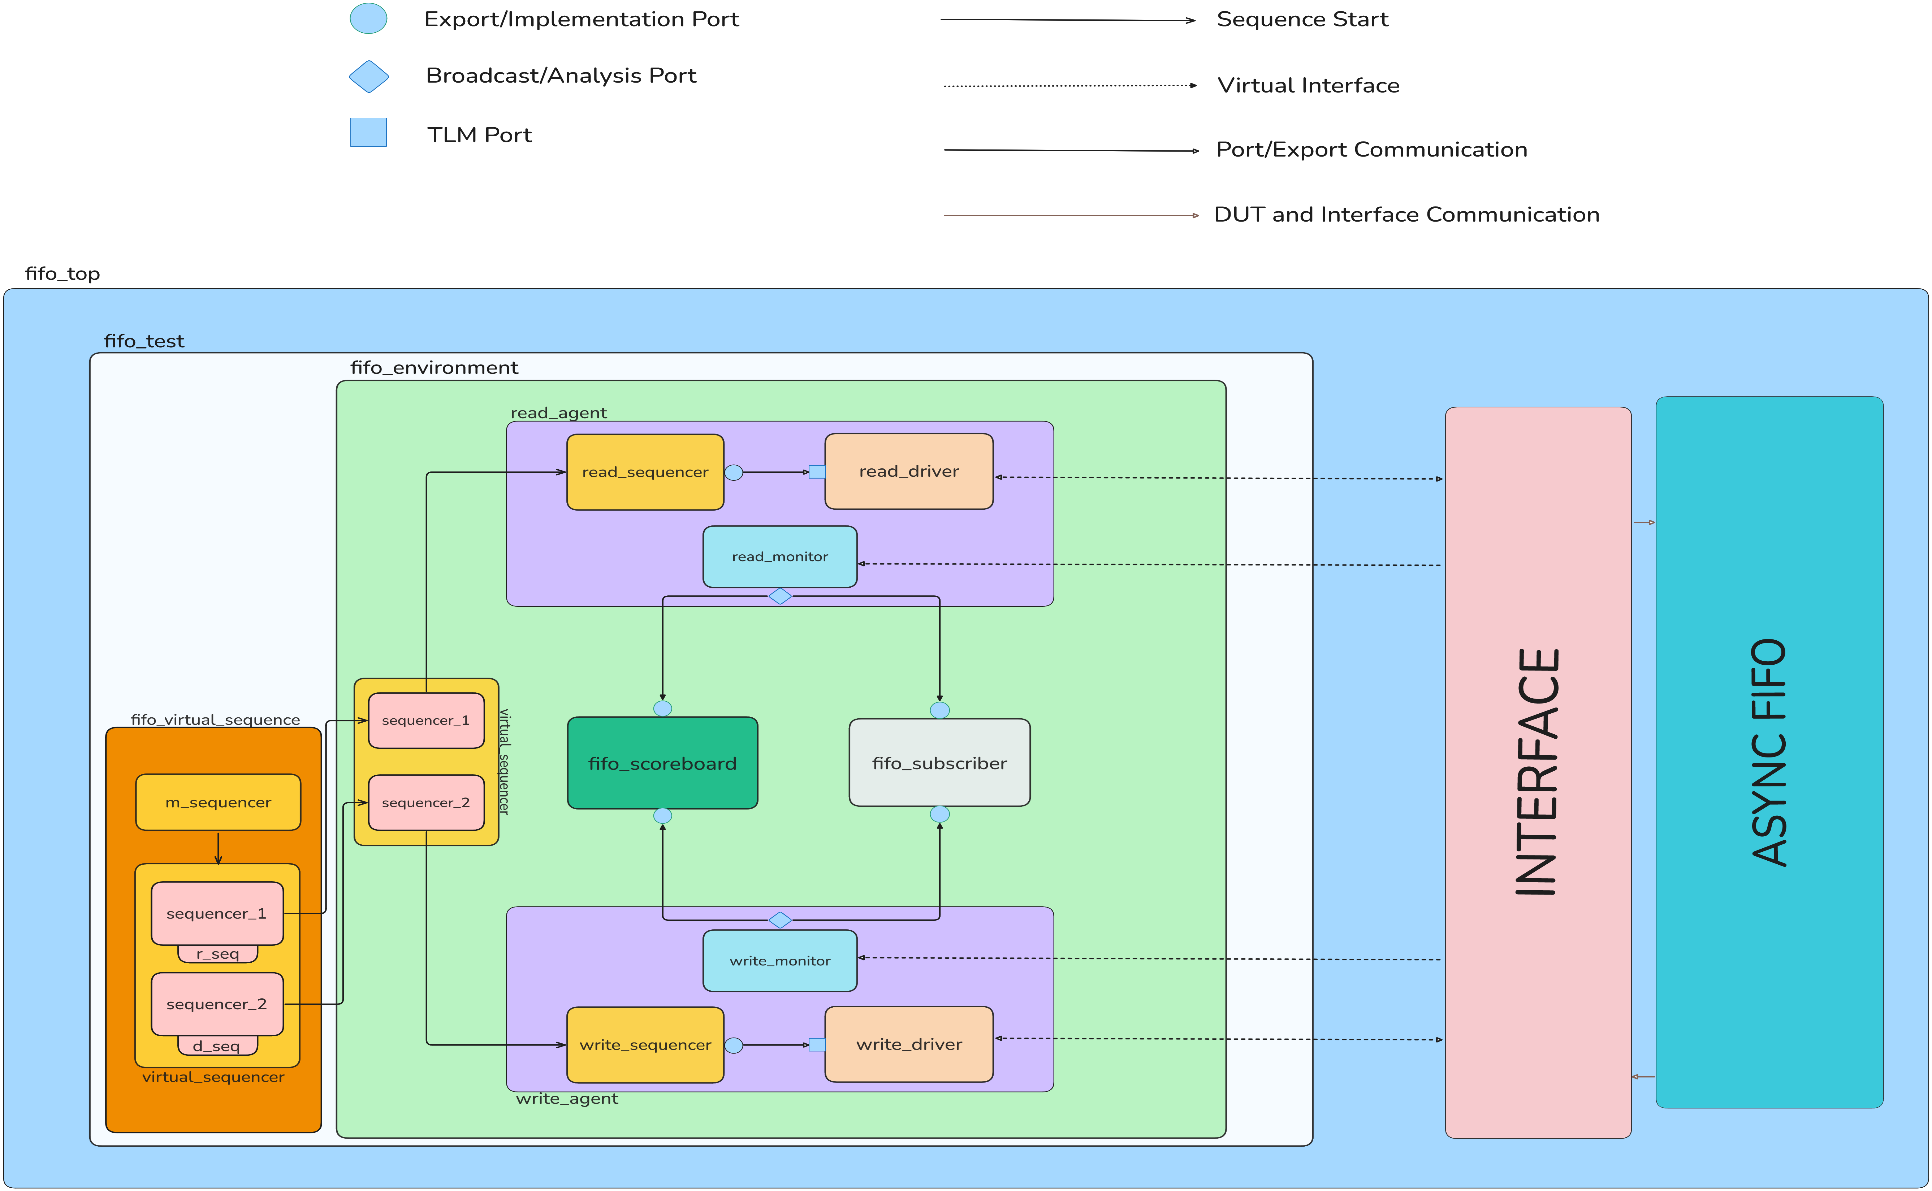 Export/Implementation Port
Sequence Start
Broadcast/Analysis Port
Virtual Interface
TLM Port
Port/Export Communication
DUT and Interface Communication
fifo_top
fifo_test
fifo_environment
read_agent
read_sequencer
read_driver
read_monitor
fifo_virtual_sequence
m_sequencer
sequencer_1
r_seq
sequencer_2
d_seq
virtual_sequencer
sequencer_1
sequencer_2
virtual_sequencer
fifo_scoreboard
fifo_subscriber
write_monitor
write_sequencer
write_driver
write_agent
INTERFACE
ASYNC FIFO